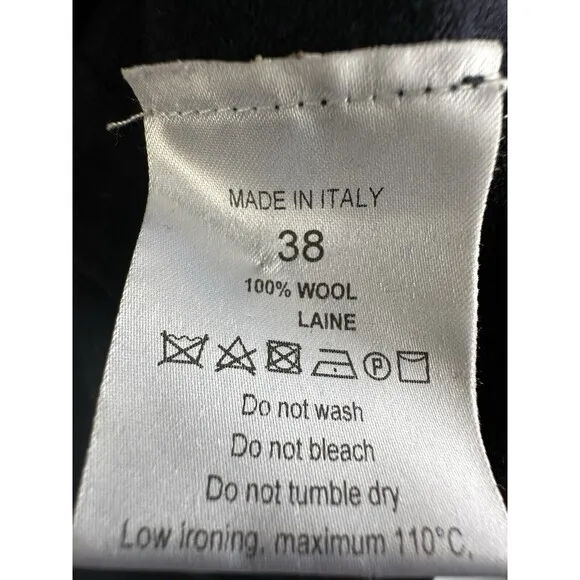 MADE IN ITALY
38
100% WOOL
LAINE
P
Do not wash
Do not bleach
Do not tumble dry
Low ironing, maximum 110°C,